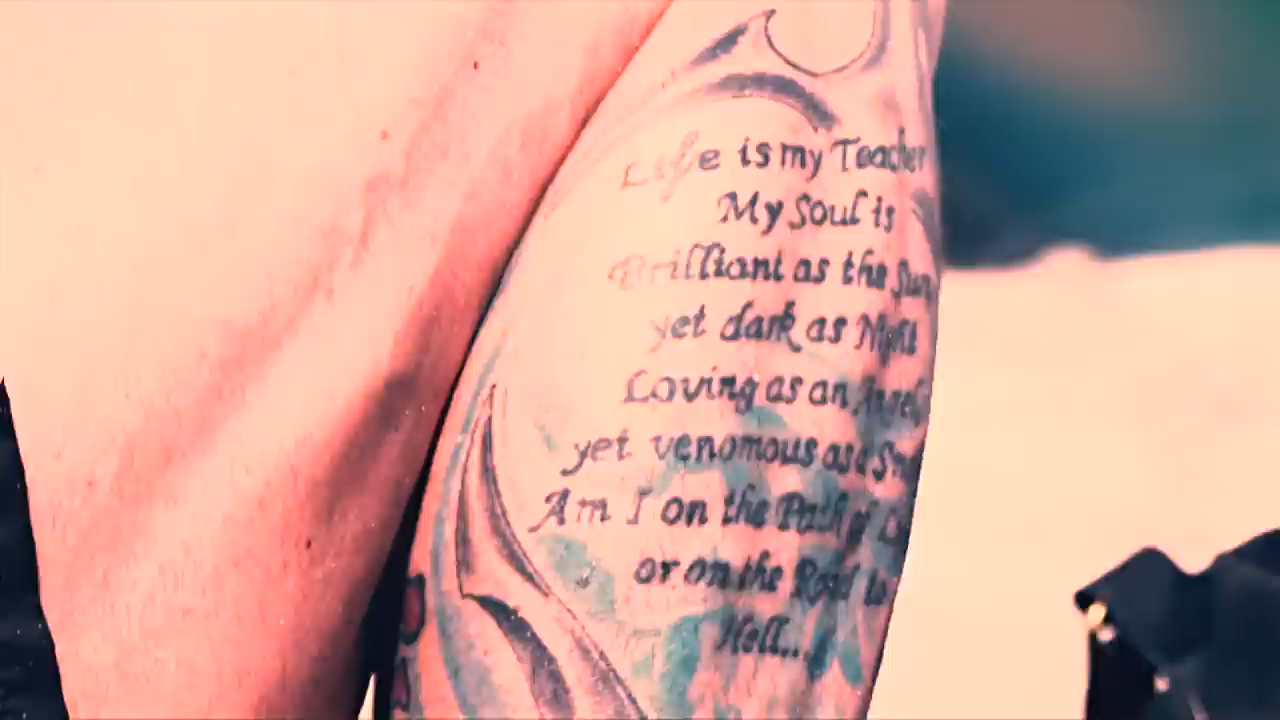 Life is my Teacher
My Soul is
Brilliant as the Sun
yet dark as Night
Loving as an Angel
yet venomous as a
Am I on the Path of
or on the Road to
Hell...